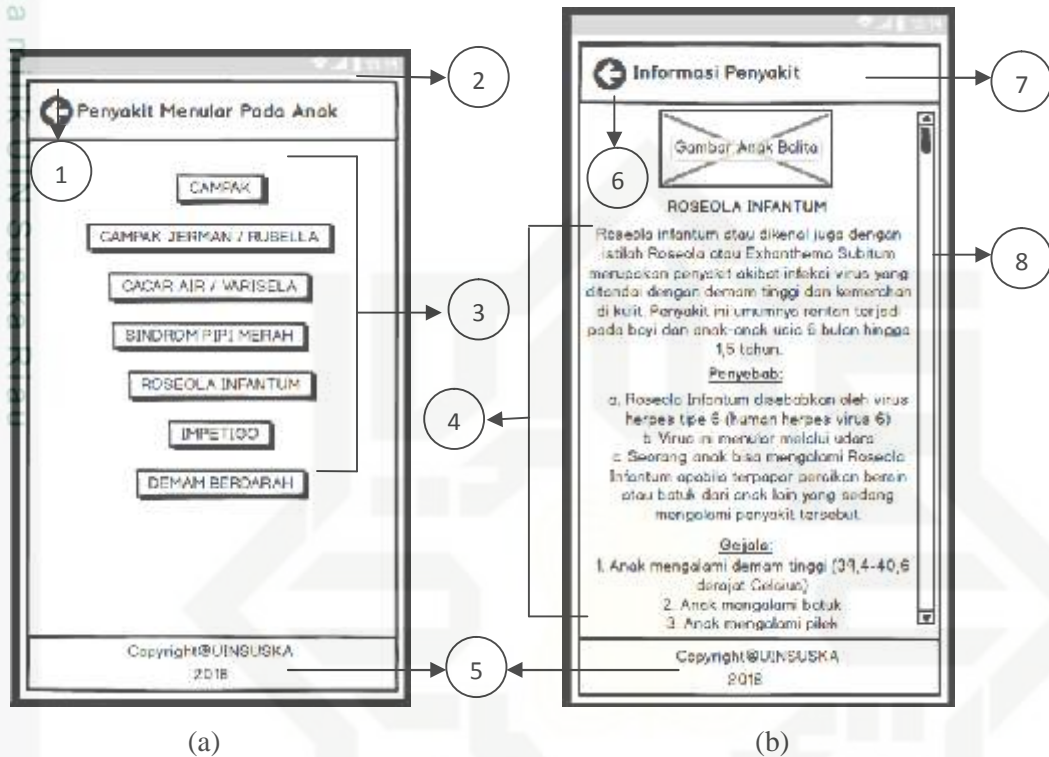 a milik UIN Suska Riau
Penyakit Menular Pada Anak
1
2
CAMPAK
CAMPAK JERMAN / RUBELLA
CACAR AIR / VARISELA
SINDROM PIPI MERAH
ROSEOLA INFANTUM
IMPETIGO
DEMAM BERDARAH
3
Copyright@UINSUSKA
2018
5
(a)
Informasi Penyakit
7
6
Gambar Anak Balita
ROSEOLA INFANTUM
Roseola infantum atau dikenal juga dengan
istilah Roseola atau Exhanthema Subitum
merupakan penyakit akibat infeksi virus yang
ditandai dengan demam tinggi dan kemerahan
di kulit. Penyakit ini umumnya rentan terjadi
pada bayi dan anak-anak usia 6 bulan hingga
1,5 tahun.
8
Penyebab:
a. Roseola Infantum disebabkan oleh virus
herpes tipe 6 (human herpes virus 6)
b. Virus ini menular melalui udara
c. Seorang anak bisa mengalami Roseola
Infantum apabila terpapar percikan bersin
atau batuk dari anak lain yang sedang
mengalami penyakit tersebut.
4
Gejala:
1. Anak mengalami demam tinggi (39,4-40,6
derajat Celsius)
2. Anak mengalami batuk
3. Anak mengalami pilek
Copyright@UINSUSKA
2018
(b)